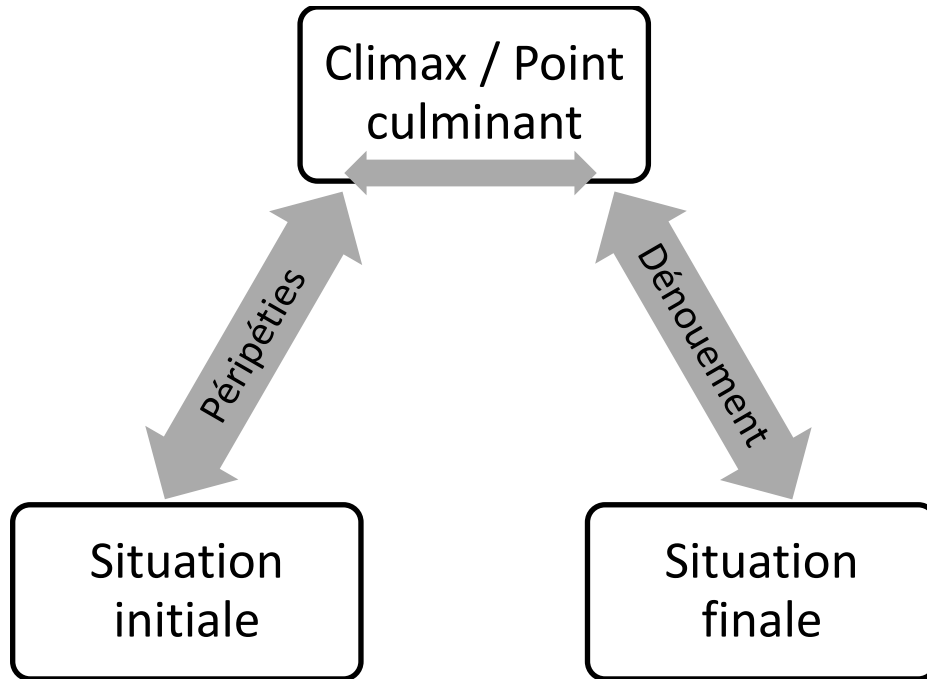 Climax / Point
culminant
Péripéties
Dénouement
Situation
initiale
Situation
finale